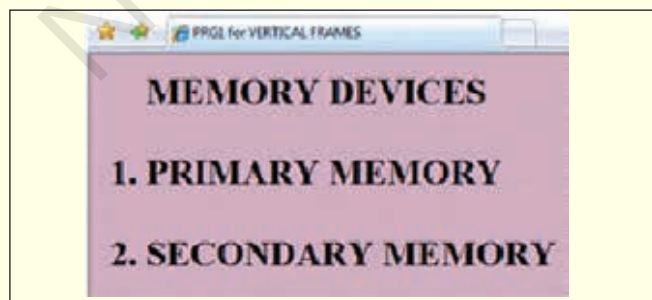 PRG1 for VERTICAL FRAMES
MEMORY DEVICES
1. PRIMARY MEMORY
2. SECONDARY MEMORY